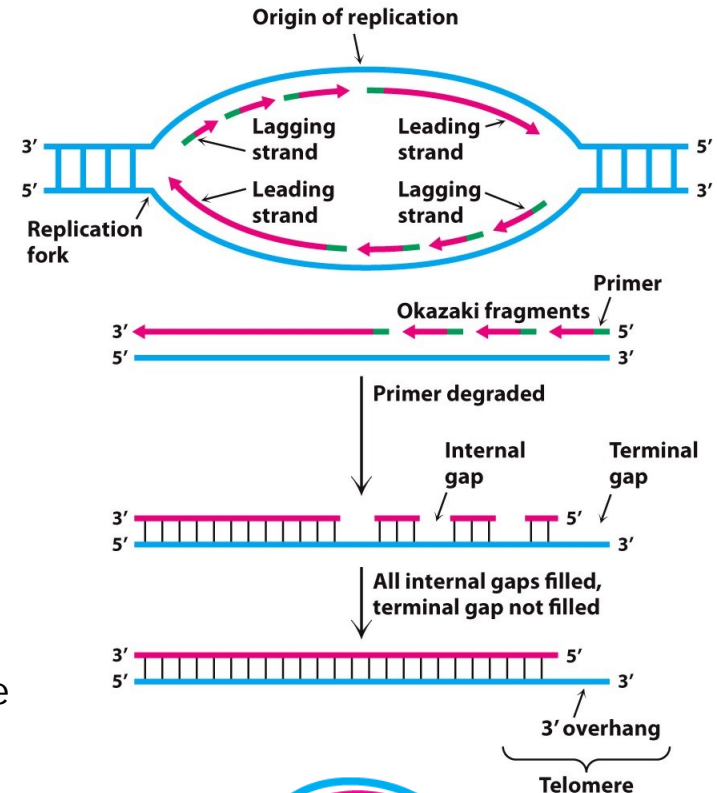 Origin of replication
3′
5′
Lagging
strand
Leading
strand
5′
3′
Leading
strand
Lagging
strand
Replication
fork
Primer
Okazaki fragments
3′
5′
5′
3′
Primer degraded
Internal
gap
Terminal
gap
3′
5′
5′
3′
All internal gaps filled,
terminal gap not filled
3′
5′
5′
3′
e
3′ overhang
Telomere